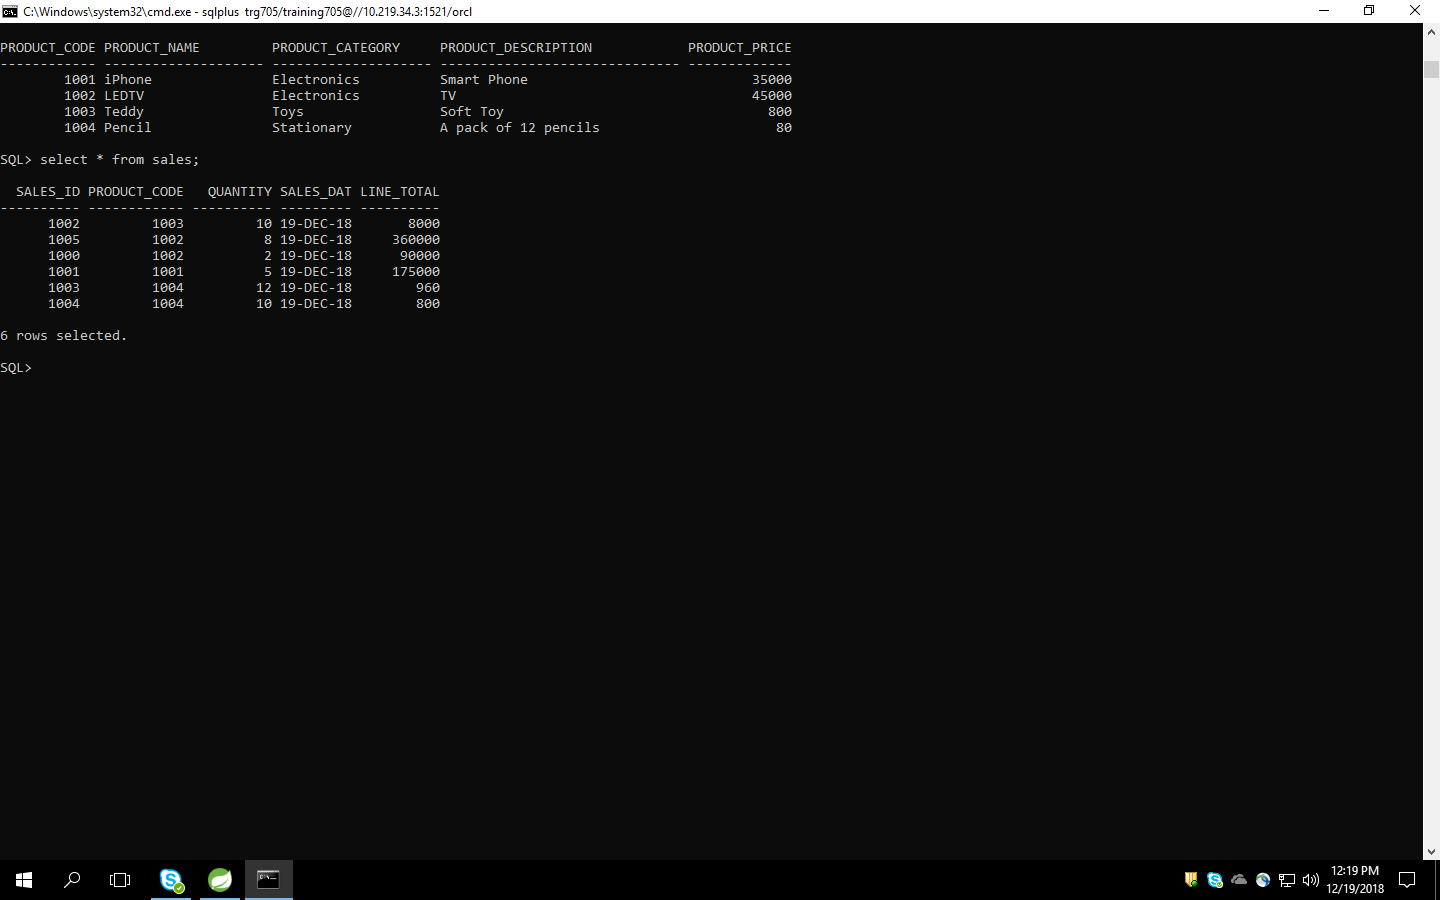 C:\Windows\system32\cmd.exe - sqlplus  trg705/training705@//10.219.34.3:1521/orcl
PRODUCT_CODE PRODUCT_NAME         PRODUCT_CATEGORY     PRODUCT_DESCRIPTION            PRODUCT_PRICE
------------ -------------------- -------------------- ------------------------------ -------------
        1001 iPhone               Electronics          Smart Phone                            35000
        1002 LEDTV                Electronics          TV                                     45000
        1003 Teddy                Toys                 Soft Toy                                 800
        1004 Pencil               Stationary           A pack of 12 pencils                      80
SQL> select * from sales;
  SALES_ID PRODUCT_CODE   QUANTITY SALES_DAT LINE_TOTAL
---------- ------------ ---------- --------- ----------
      1002         1003         10 19-DEC-18       8000
      1005         1002          8 19-DEC-18     360000
      1000         1002          2 19-DEC-18      90000
      1001         1001          5 19-DEC-18     175000
      1003         1004         12 19-DEC-18        960
      1004         1004         10 19-DEC-18        800
6 rows selected.
SQL>
12:19 PM
12/19/2018